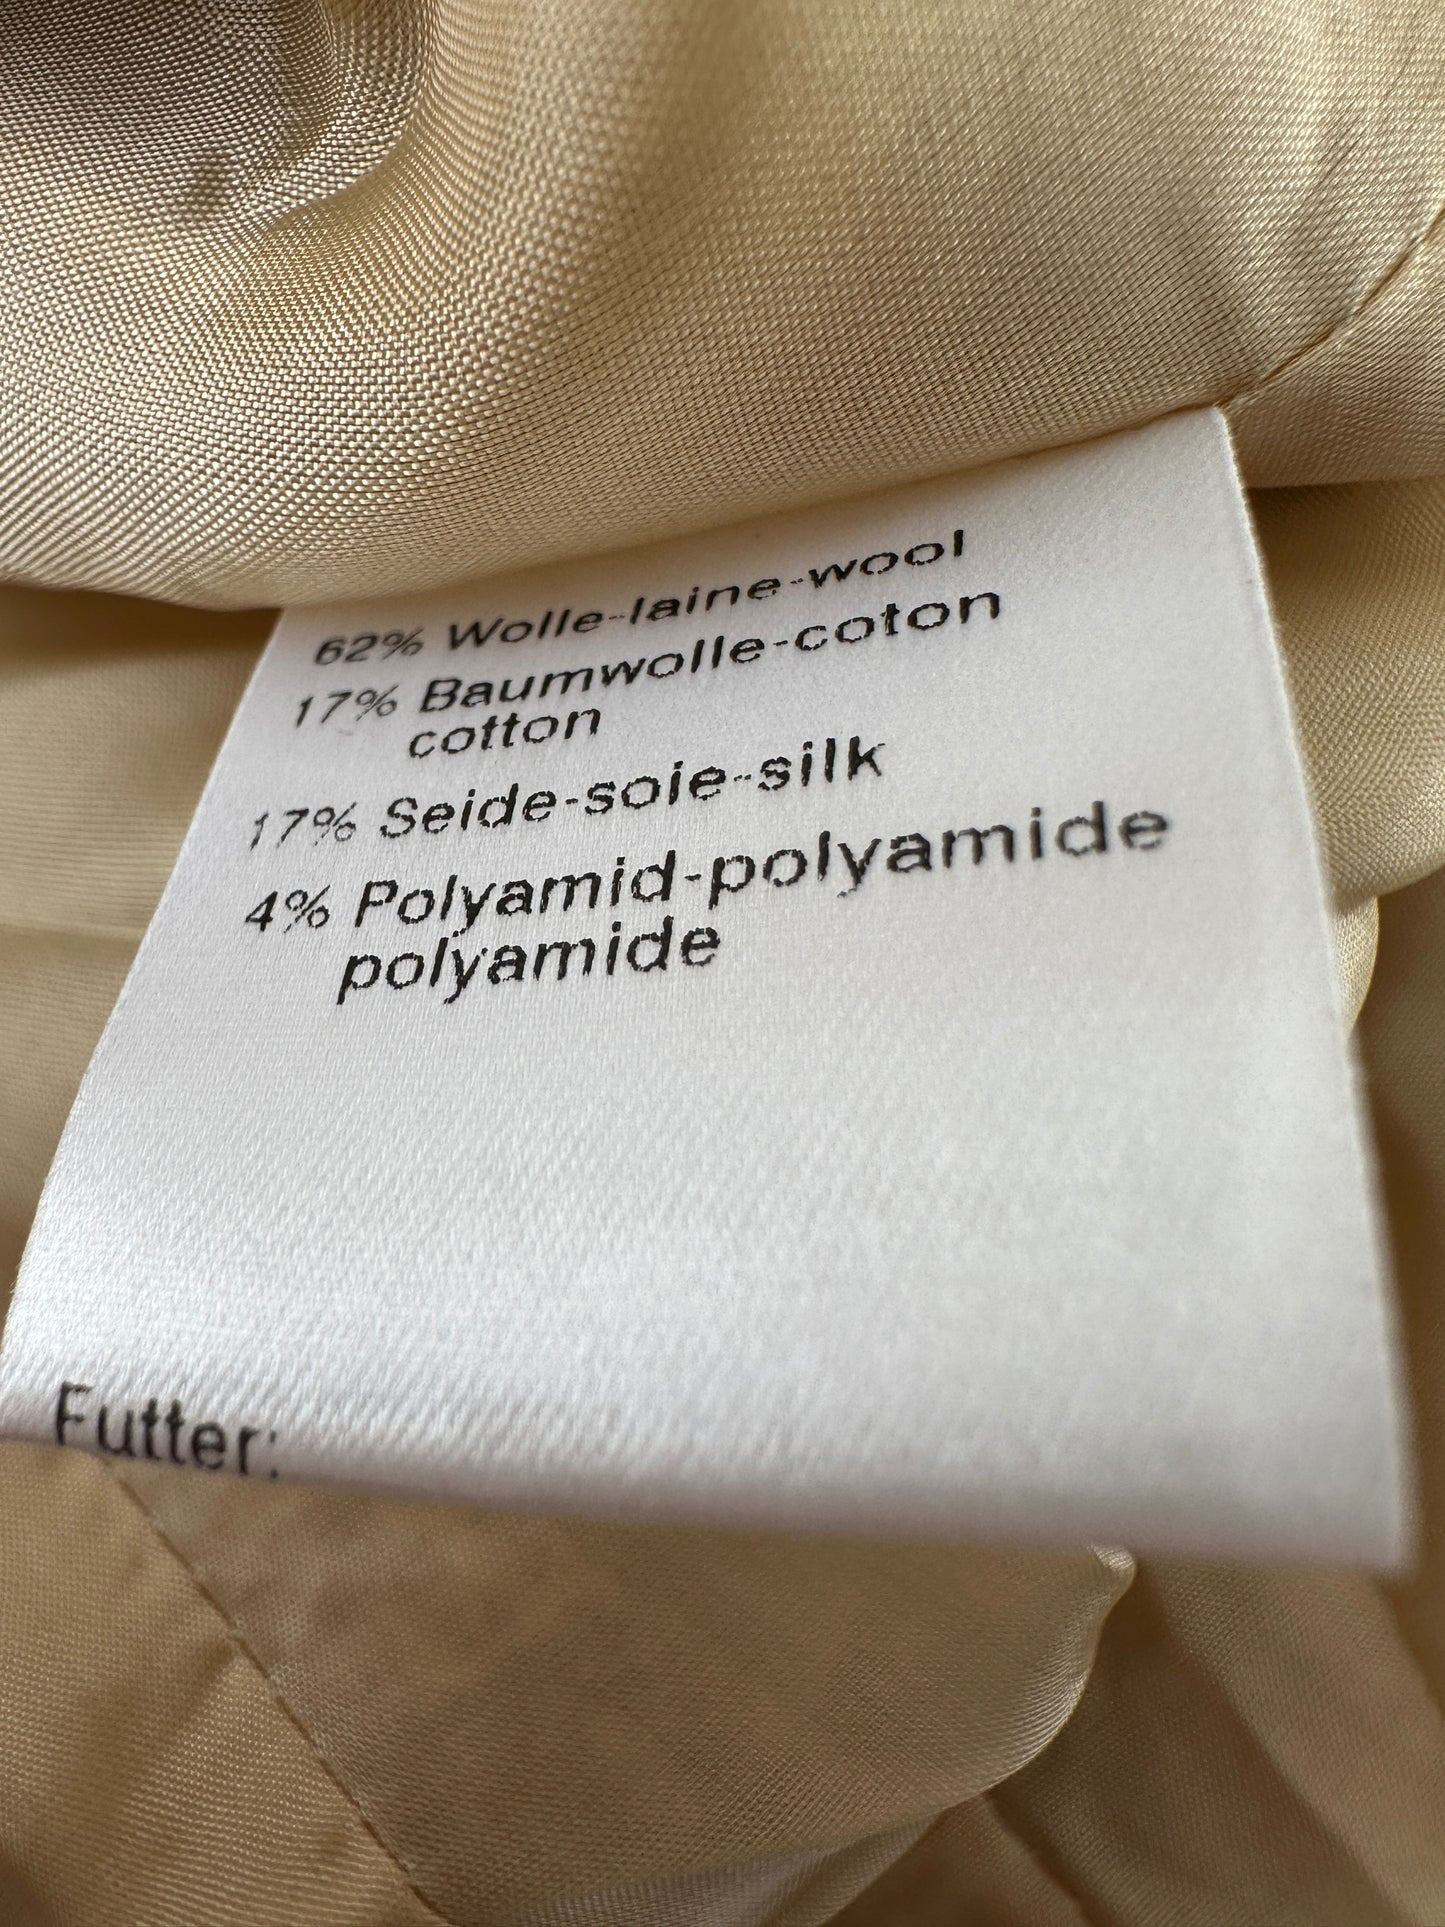 62% Wolle-laine-wool
17% Baumwolle-coton
cotton
17% Seide-soie-silk
4% Polyamid-polyamide
polyamide
Futter: